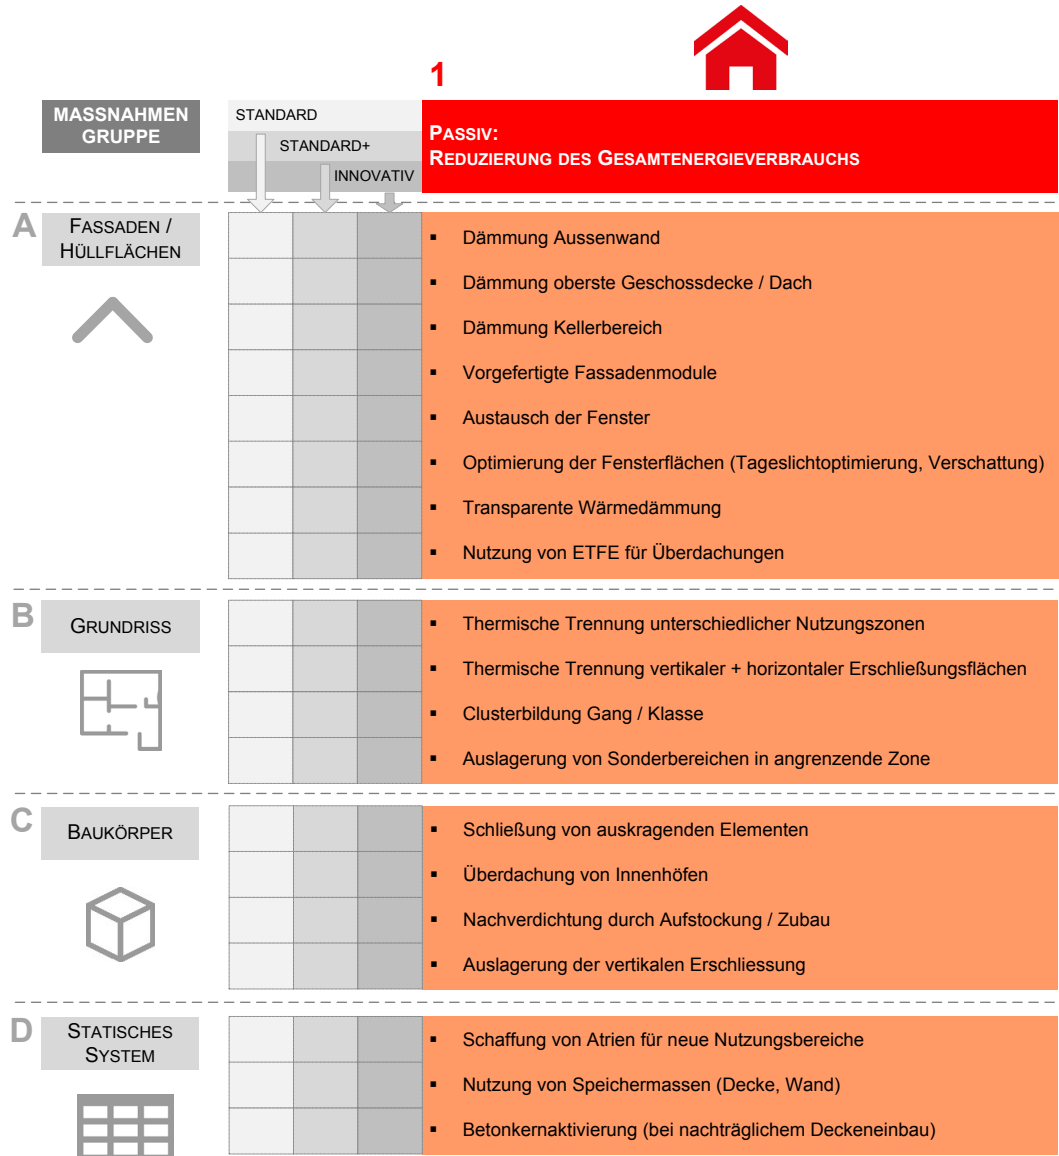 1
MASSNAHMEN
GRUPPE
STANDARD
STANDARD+
INNOVATIV
PASSIV:
REDUZIERUNG DES GESAMTENERGIEVERBRAUCHS
A
FASSADEN /
HÜLLFLÄCHEN
▪ Dämmung Aussenwand
▪ Dämmung oberste Geschossdecke / Dach
▪ Dämmung Kellerbereich
▪ Vorgefertigte Fassadenmodule
▪ Austausch der Fenster
▪ Optimierung der Fensterflächen (Tageslichtoptimierung, Verschattung)
▪ Transparente Wärmedämmung
▪ Nutzung von ETFE für Überdachungen
B
GRUNDRISS
▪ Thermische Trennung unterschiedlicher Nutzungszonen
▪ Thermische Trennung vertikaler + horizontaler Erschließungsflächen
▪ Clusterbildung Gang / Klasse
▪ Auslagerung von Sonderbereichen in angrenzende Zone
C
BAUKÖRPER
▪ Schließung von auskragenden Elementen
▪ Überdachung von Innenhöfen
▪ Nachverdichtung durch Aufstockung / Zubau
▪ Auslagerung der vertikalen Erschliessung
D
STATISCHES
SYSTEM
▪ Schaffung von Atrien für neue Nutzungsbereiche
▪ Nutzung von Speichermassen (Decke, Wand)
▪ Betonkernaktivierung (bei nachträglichem Deckeneinbau)